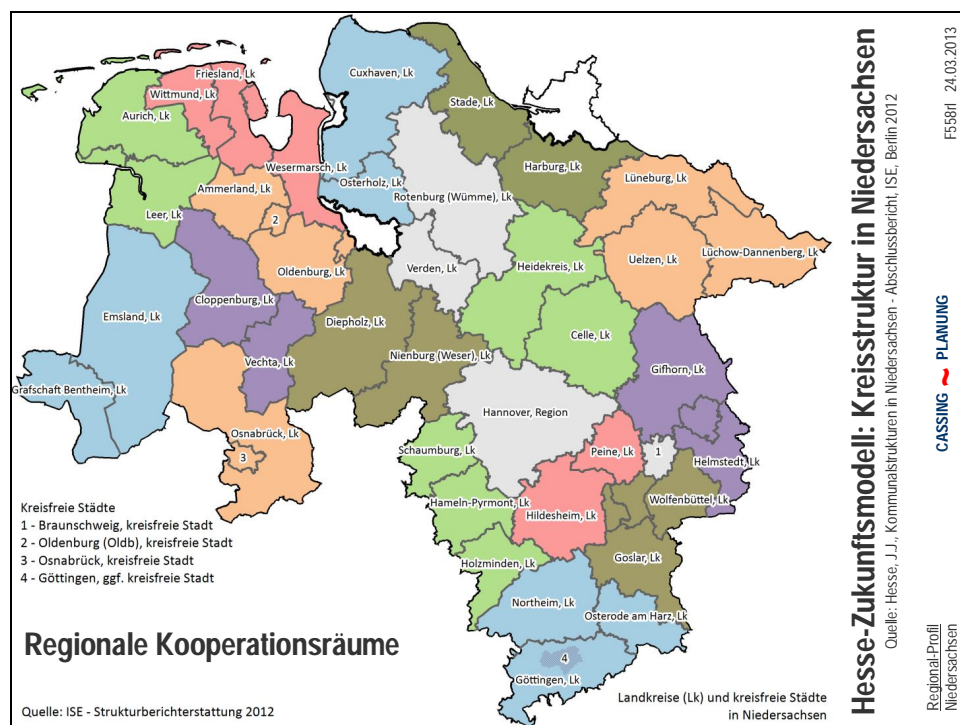 Cuxhaven, Lk
Friesland, Lk
Wittmund, Lk
Stade, Lk
Aurich, Lk
Harburg, Lk
Wesermarsch, Lk
Osterholz, Lk
Lüneburg, Lk
Ammerland, Lk
Rotenburg (Wümme), Lk
Leer, Lk
2
Lüchow-Dannenberg, Lk
Uelzen, Lk
Verden, Lk
Heidekreis, Lk
Oldenburg, Lk
Cloppenburg, Lk
Emsland, Lk
Diepholz, Lk
Celle, Lk
Nienburg (Weser), Lk
Vechta, Lk
Gifhorn, Lk
Grafschaft Bentheim, Lk
Hannover, Region
Osnabrück, Lk
3
Schaumburg, Lk
Peine, Lk
1
Helmstedt, Lk
Wolfenbüttel, Lk
Hameln-Pyrmont, Lk
Hildesheim, Lk
Goslar, Lk
Holzminden, Lk
Northeim, Lk
Osterode am Harz, Lk
4
Göttingen, Lk
Kreisfreie Städte
1 - Braunschweig, kreisfreie Stadt
2 - Oldenburg (Oldb), kreisfreie Stadt
3 - Osnabrück, kreisfreie Stadt
4 - Göttingen, ggf. kreisfreie Stadt
Regionale Kooperationsräume
Quelle: ISE - Strukturberichterstattung 2012
Landkreise (Lk) und kreisfreie Städte
in Niedersachsen
Hesse-Zukunftsmodell: Kreisstruktur in Niedersachsen
Quelle: Hesse, J.J., Kommunalstrukturen in Niedersachsen - Abschlussbericht, ISE, Berlin 2012
Regional-Profil
Niedersachsen
CASSING ~ PLANUNG
F558rl 24.03.2013